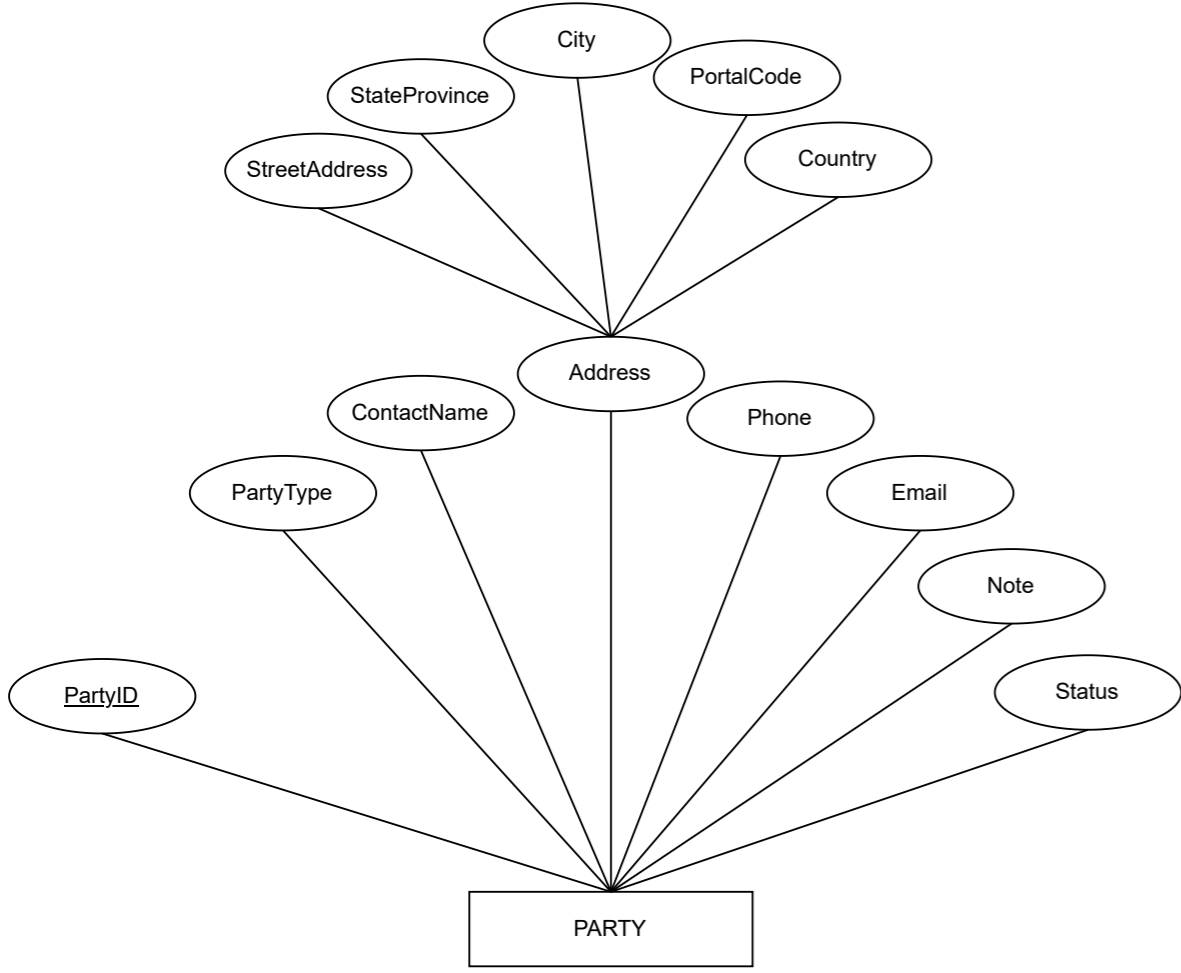 City
PortalCode
StateProvince
Country
StreetAddress
Address
ContactName
Phone
PartyType
Email
Note
PartyID
Status
PARTY